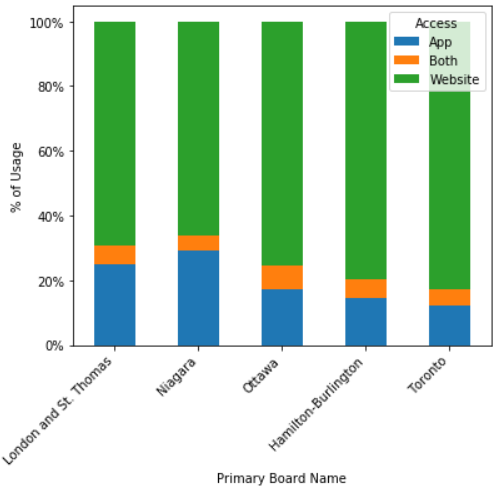 100%
80%
60%
40%
20%
0%
% of Usage
Access
App
Both
Website
London and St. Thomas
Niagara
Ottawa
Hamilton-Burlington
Toronto
Primary Board Name